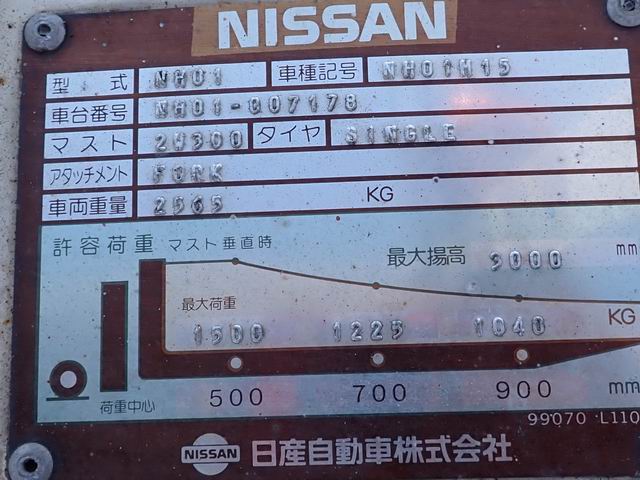 NISSAN
型式 NH01 車種記号 NH01M15
車台番号 NH01-007178
マスト 2W300 タイヤ SINGLE
アタッチメント FORK
車両重量 2565 KG
許容荷重 マスト垂直時 最大揚高 3000 mm
最大荷重
1500 1225 1040 KG
500 700 900 mm
荷重中心
99070 L110
NISSAN 日産自動車株式会社